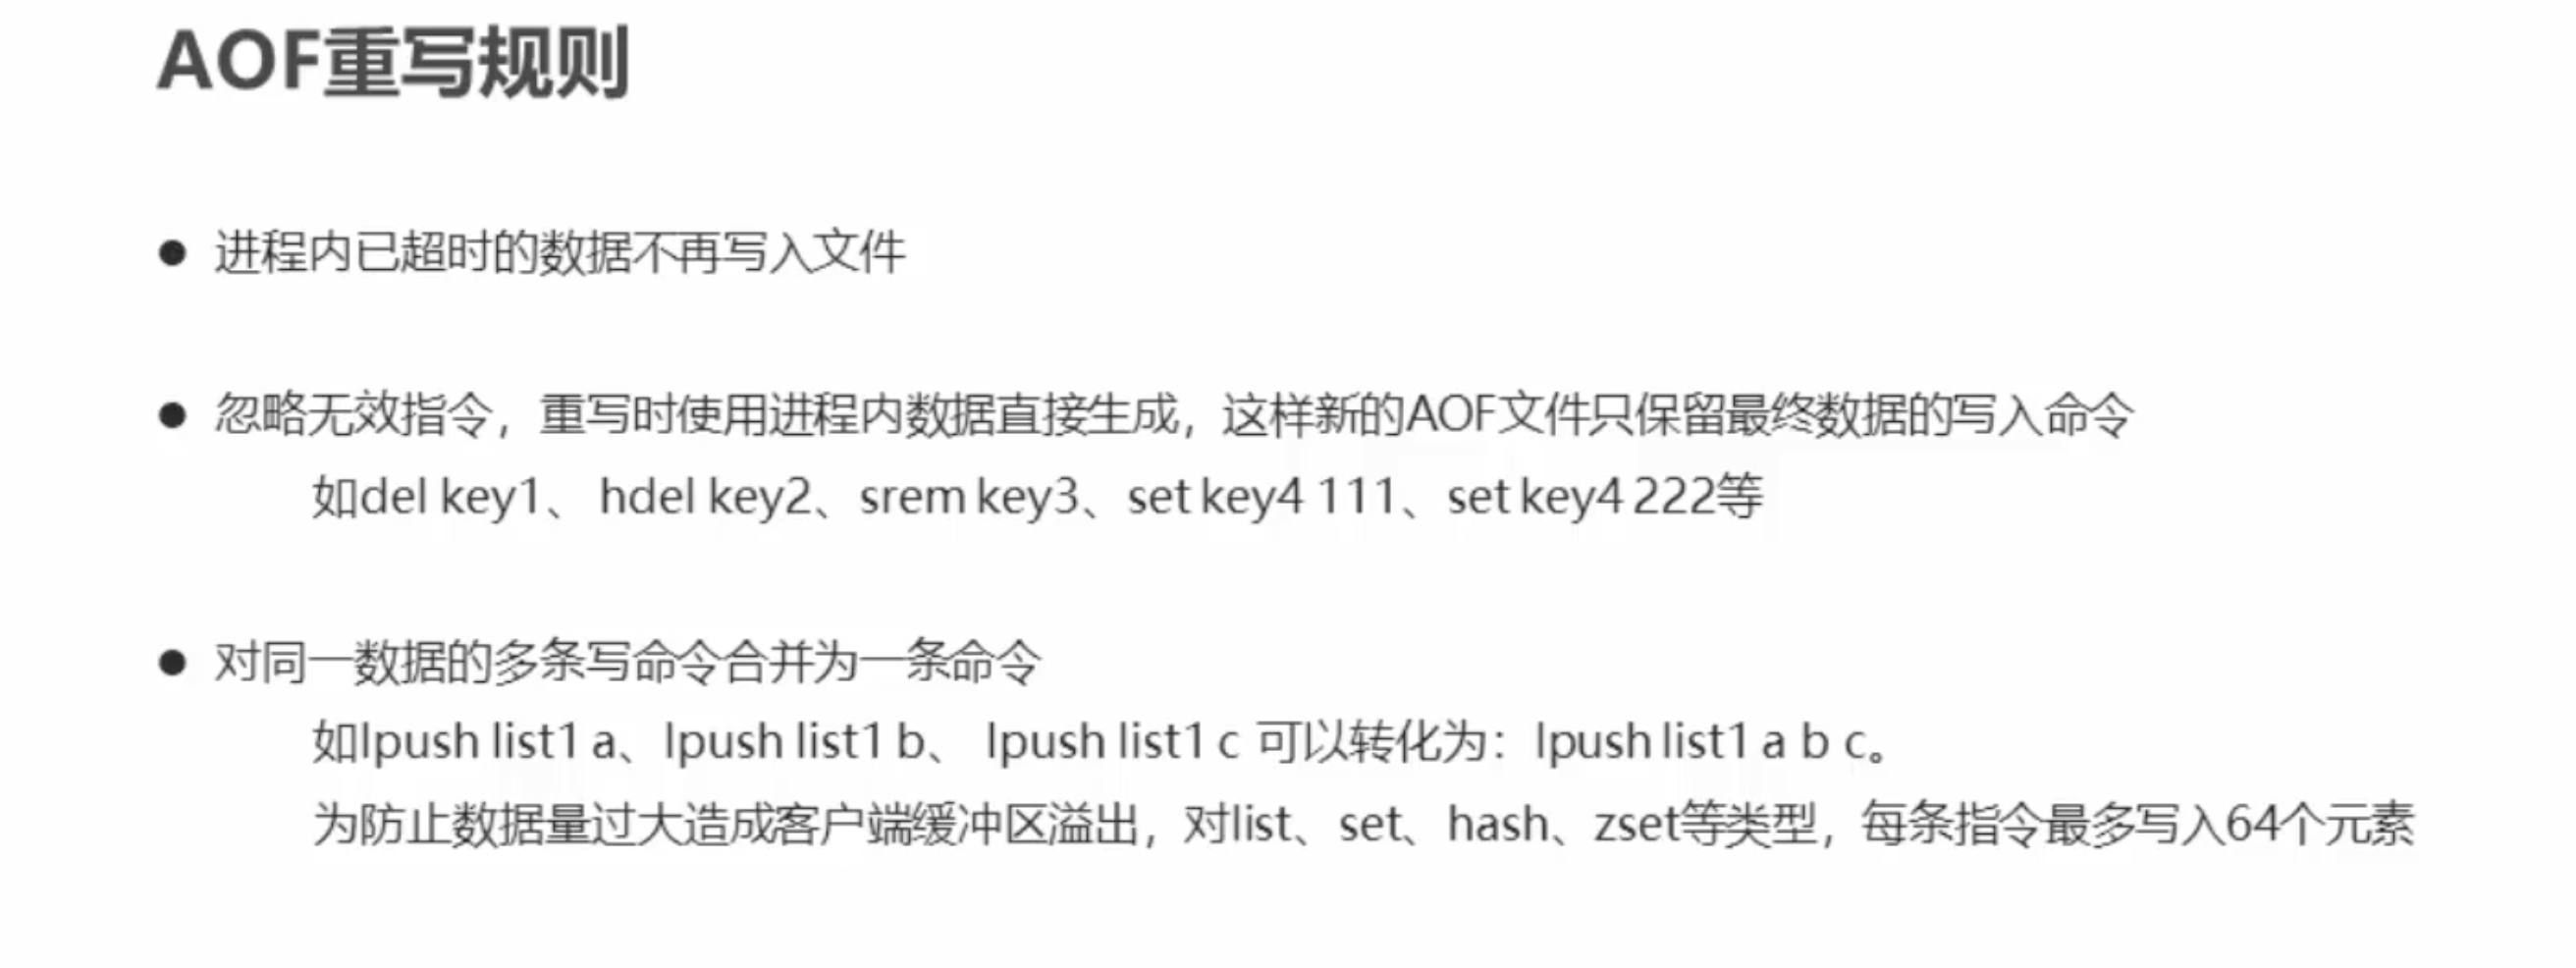 AOF重写规则
● 进程内已超时的数据不再写入文件
● 忽略无效指令，重写时使用进程内数据直接生成，这样新的AOF文件只保留最终数据的写入命令
如del key1、 hdel key2、srem key3、set key4 111、set key4 222等
● 对同一数据的多条写命令合并为一条命令
如lpush list1 a、lpush list1 b、 lpush list1 c 可以转化为：lpush list1 a b c。
为防止数据量过大造成客户端缓冲区溢出，对list、set、hash、zset等类型，每条指令最多写入64个元素